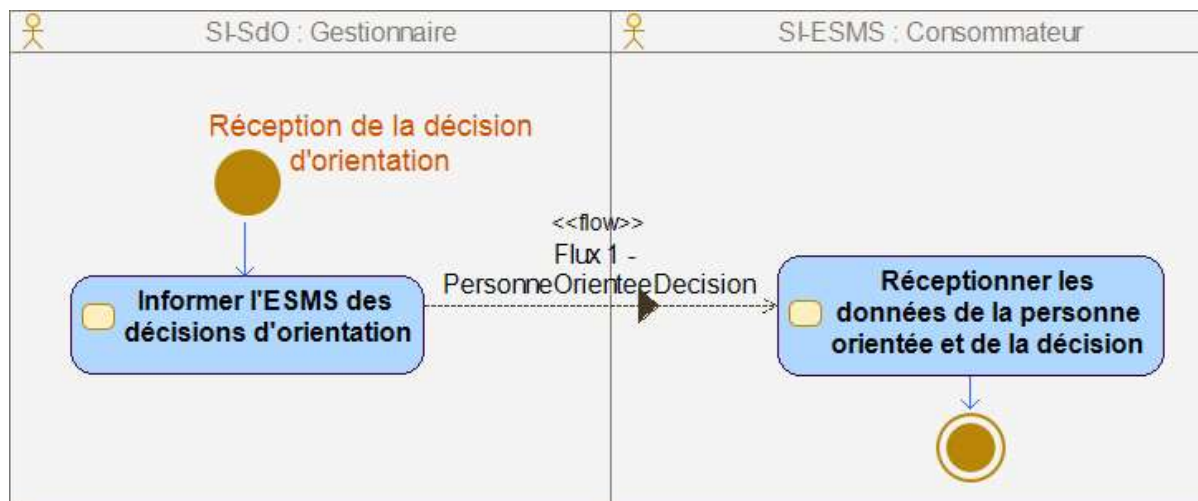 SI-SdO : Gestionnaire
SI-ESMS : Consommateur
Réception de la décision
d'orientation
<<flow>>
Flux 1 -
PersonneOrienteeDecision
Informer l'ESMS des
décisions d'orientation
Réceptionner les
données de la personne
orientée et de la décision